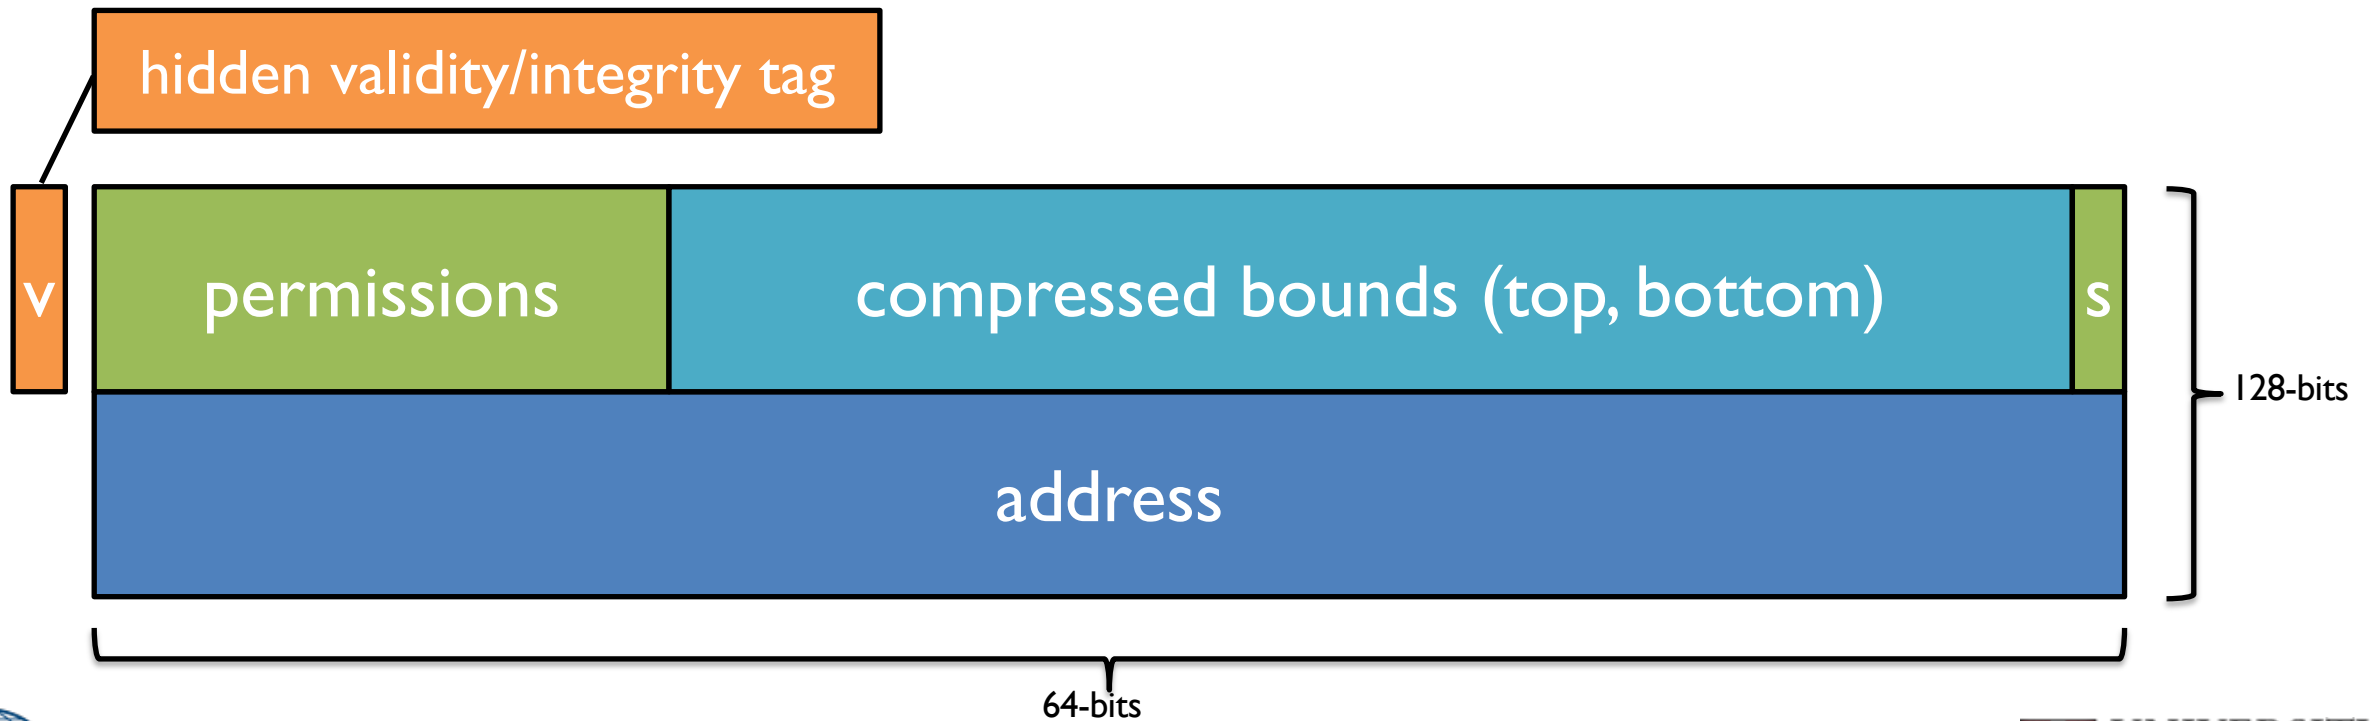 hidden validity/integrity tag
v
permissions
compressed bounds (top, bottom)
s
128-bits
address
64-bits